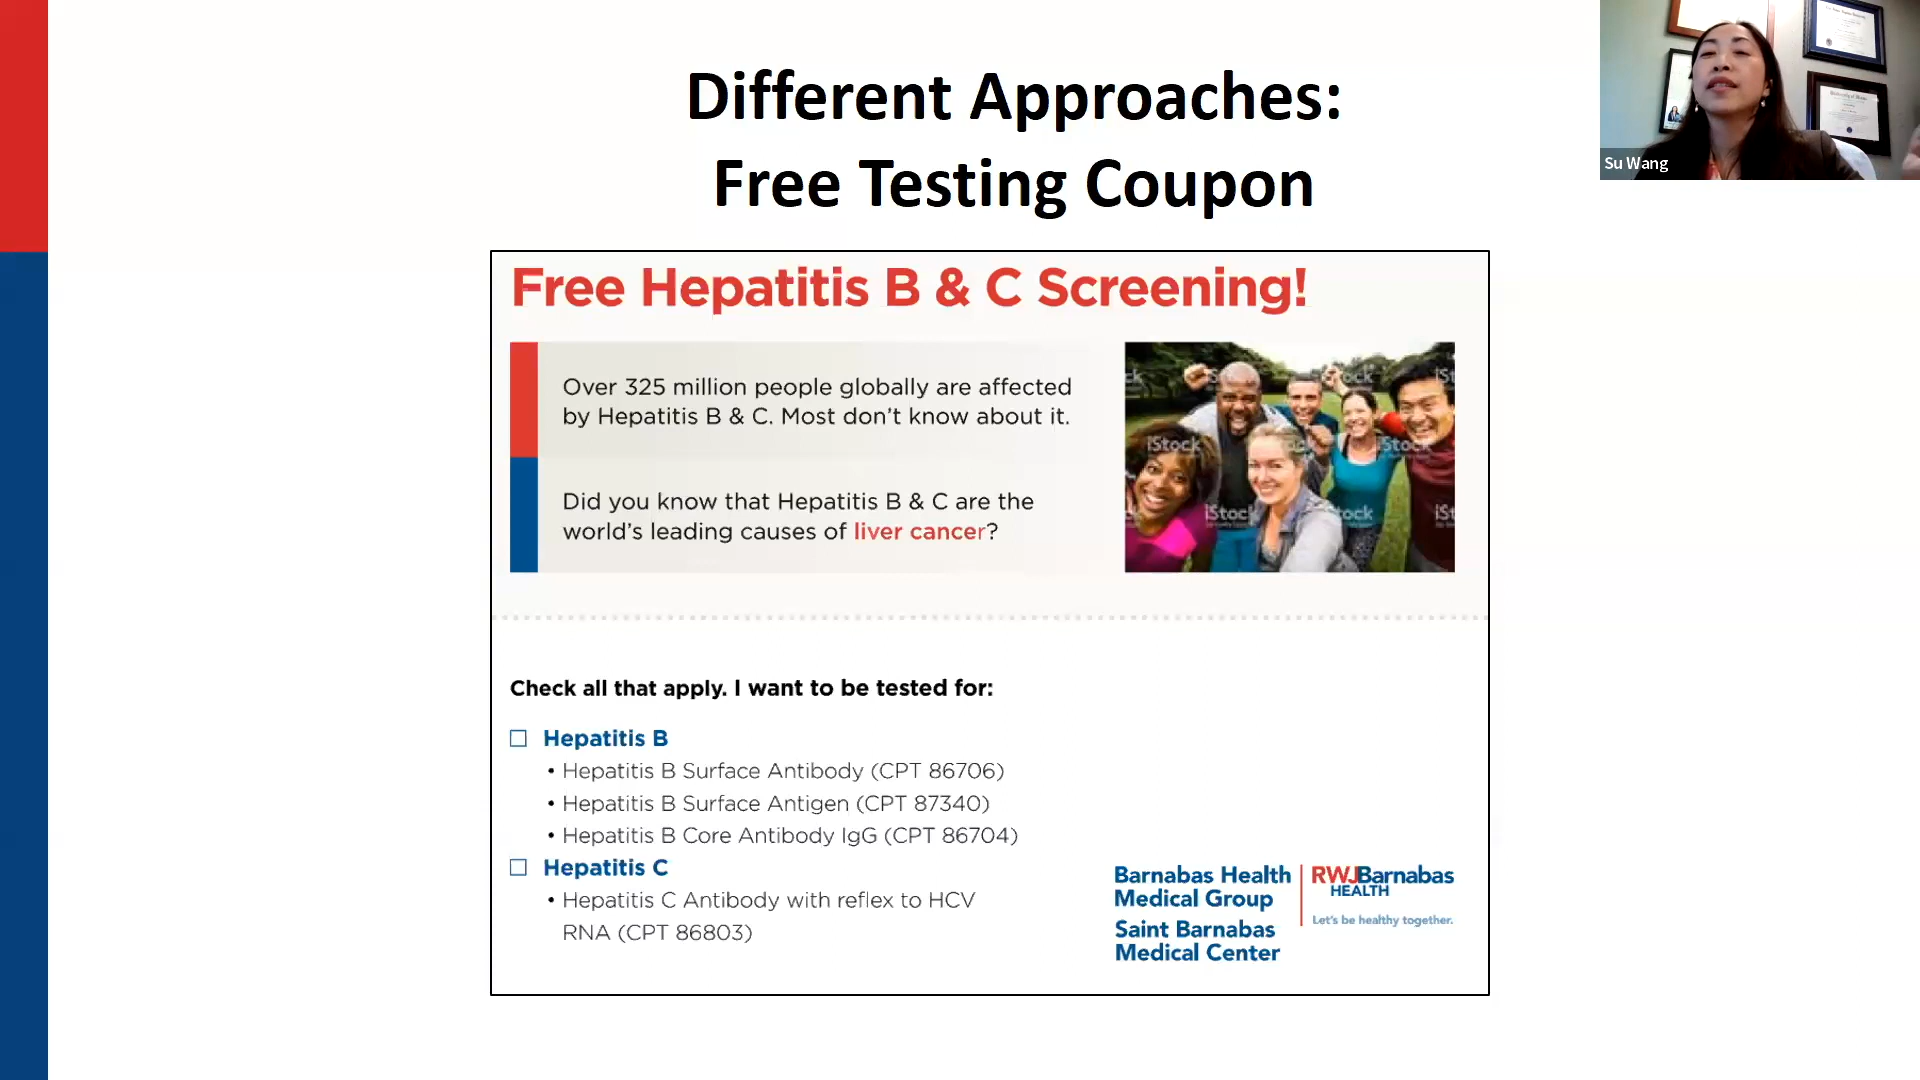 Different Approaches:
Free Testing Coupon
Su Wang
Free Hepatitis B & C Screening!
Over 325 million people globally are affected
by Hepatitis B & C. Most don’t know about it.
Did you know that Hepatitis B & C are the
world’s leading causes of liver cancer?
iStock
iStock
iStock
Check all that apply. I want to be tested for:
☐ Hepatitis B
• Hepatitis B Surface Antibody (CPT 86706)
• Hepatitis B Surface Antigen (CPT 87340)
• Hepatitis B Core Antibody IgG (CPT 86704)
☐ Hepatitis C
• Hepatitis C Antibody with reflex to HCV
RNA (CPT 86803)
Barnabas Health
Medical Group
Saint Barnabas
Medical Center
RWJBarnabas
HEALTH
Let’s be healthy together.